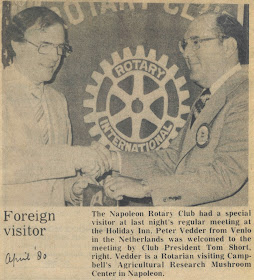 ROTARY CLUB
ROTARY
INTERNATIONAL
Foreign
visitor
April '80
The Napoleon Rotary Club had a special
visitor at last night's regular meeting at
the Holiday Inn. Peter Vedder from Venlo
in the Netherlands was welcomed to the
meeting by Club President Tom Short,
right. Vedder is a Rotarian visiting Camp-
bell's Agricultural Research Mushroom
Center in Napoleon.